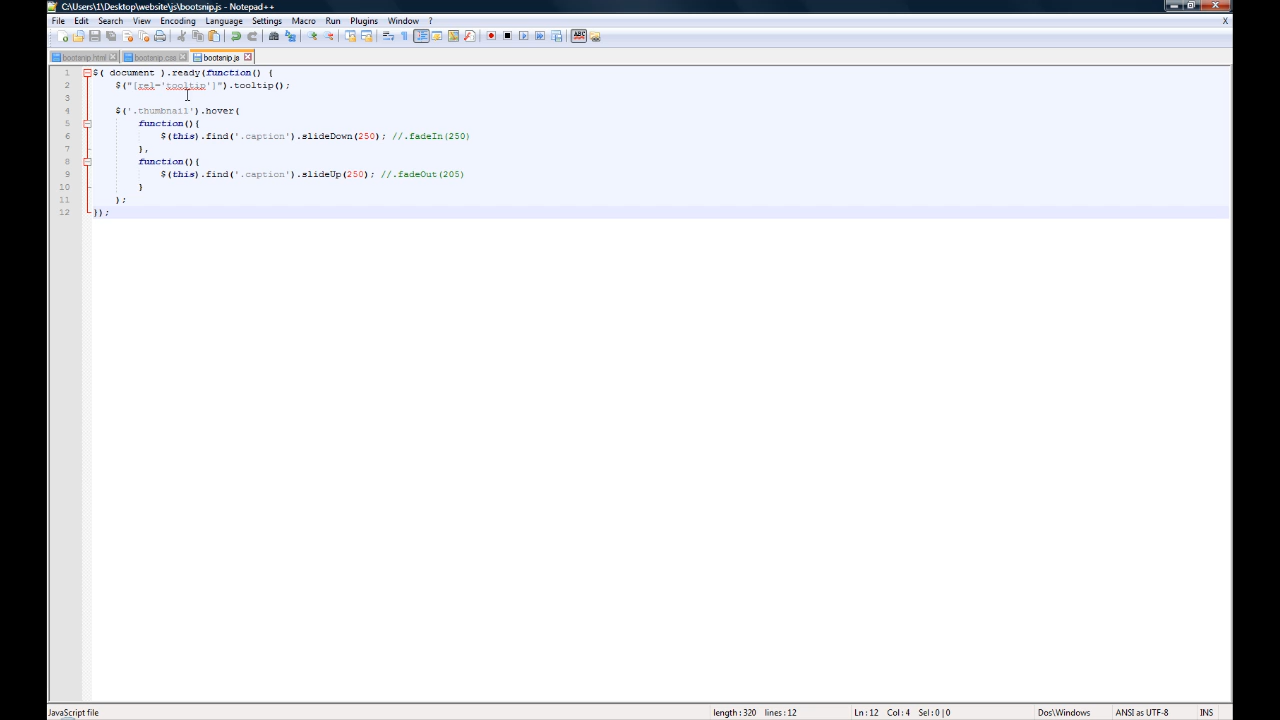 C:\Users\1\Desktop\website\js\bootsnip.js - Notepad++
File Edit Search View Encoding Language Settings Macro Run Plugins Window ? X
bootsnip.html bootsnip.css bootsnip.js
1 $( document ).ready(function() {
2 $("[rel='tooltip']").tooltip();
3
4 $('.thumbnail').hover(
5 function(){
6 $(this).find('.caption').slideDown(250); //.fadeIn(250)
7 },
8 function(){
9 $(this).find('.caption').slideUp(250); //.fadeOut(205)
10 }
11 );
12 });
JavaScript file length : 320 lines : 12 Ln : 12 Col : 4 Sel : 0 | 0 Dos\Windows ANSI as UTF-8 INS